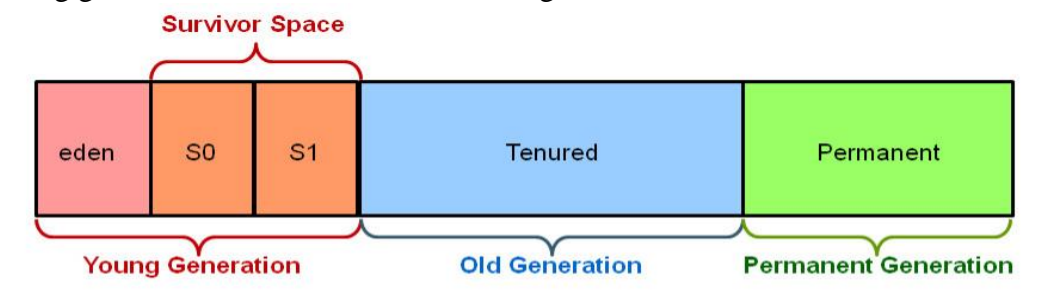 Survivor Space
eden S0 S1 Tenured Permanent
Young Generation Old Generation Permanent Generation